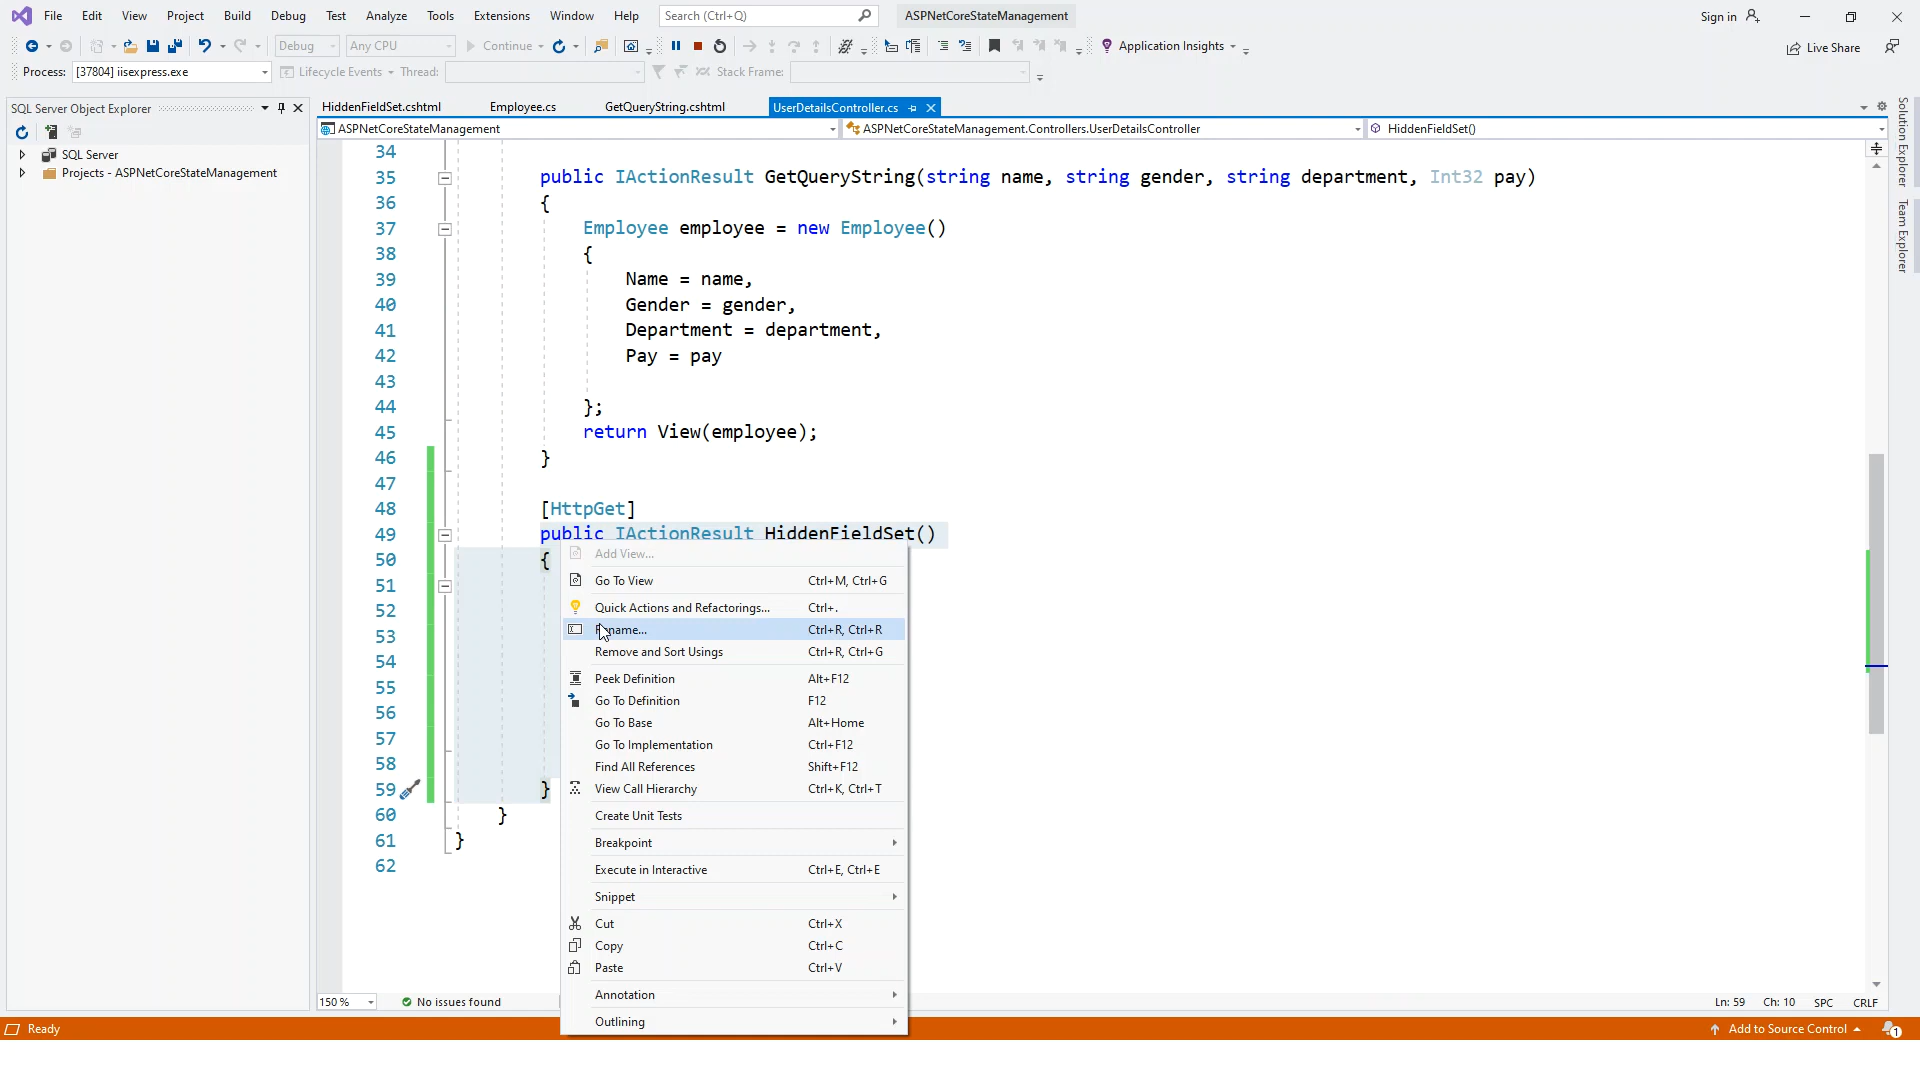 File Edit View Project Build Debug Test Analyze Tools Extensions Window Help Search (Ctrl+Q) ASPNetCoreStateManagement Sign in
Debug Any CPU Continue Application Insights Live Share
Process: [37804] iisexpress.exe Lifecycle Events Thread: Stack Frame:
SQL Server Object Explorer
SQL Server
Projects - ASPNetCoreStateManagement
HiddenFieldSet.cshtml Employee.cs GetQueryString.cshtml UserDetailsController.cs
ASPNetCoreStateManagement ASPNetCoreStateManagement.Controllers.UserDetailsController HiddenFieldSet()
34
35 public IActionResult GetQueryString(string name, string gender, string department, Int32 pay)
36 {
37 Employee employee = new Employee()
38 {
39 Name = name,
40 Gender = gender,
41 Department = department,
42 Pay = pay
43
44 };
45 return View(employee);
46 }
47
48 [HttpGet]
49 public IActionResult HiddenFieldSet()
50 {
51
52
53
54
55
56
57
58
59 }
60 }
61 }
62
Add View...
Go To View Ctrl+M, Ctrl+G
Quick Actions and Refactorings... Ctrl+.
Rename... Ctrl+R, Ctrl+R
Remove and Sort Usings Ctrl+R, Ctrl+G
Peek Definition Alt+F12
Go To Definition F12
Go To Base Alt+Home
Go To Implementation Ctrl+F12
Find All References Shift+F12
View Call Hierarchy Ctrl+K, Ctrl+T
Create Unit Tests
Breakpoint
Execute in Interactive Ctrl+E, Ctrl+E
Snippet
Cut Ctrl+X
Copy Ctrl+C
Paste Ctrl+V
Annotation
Outlining
Solution Explorer
Team Explorer
150 % No issues found Ln: 59 Ch: 10 SPC CRLF
Ready Add to Source Control 1